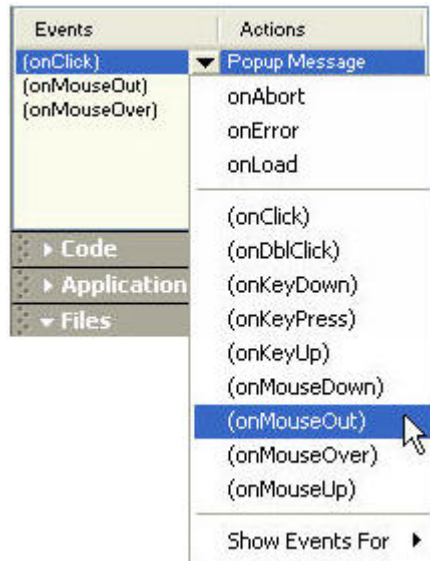 Events Actions
(onClick) Popup Message
(onMouseOut)
(onMouseOver)
onAbort
onError
onLoad
(onClick)
(onDblClick)
(onKeyDown)
(onKeyPress)
(onKeyUp)
(onMouseDown)
(onMouseOut)
(onMouseOver)
(onMouseUp)
Show Events For
Code
Application
Files